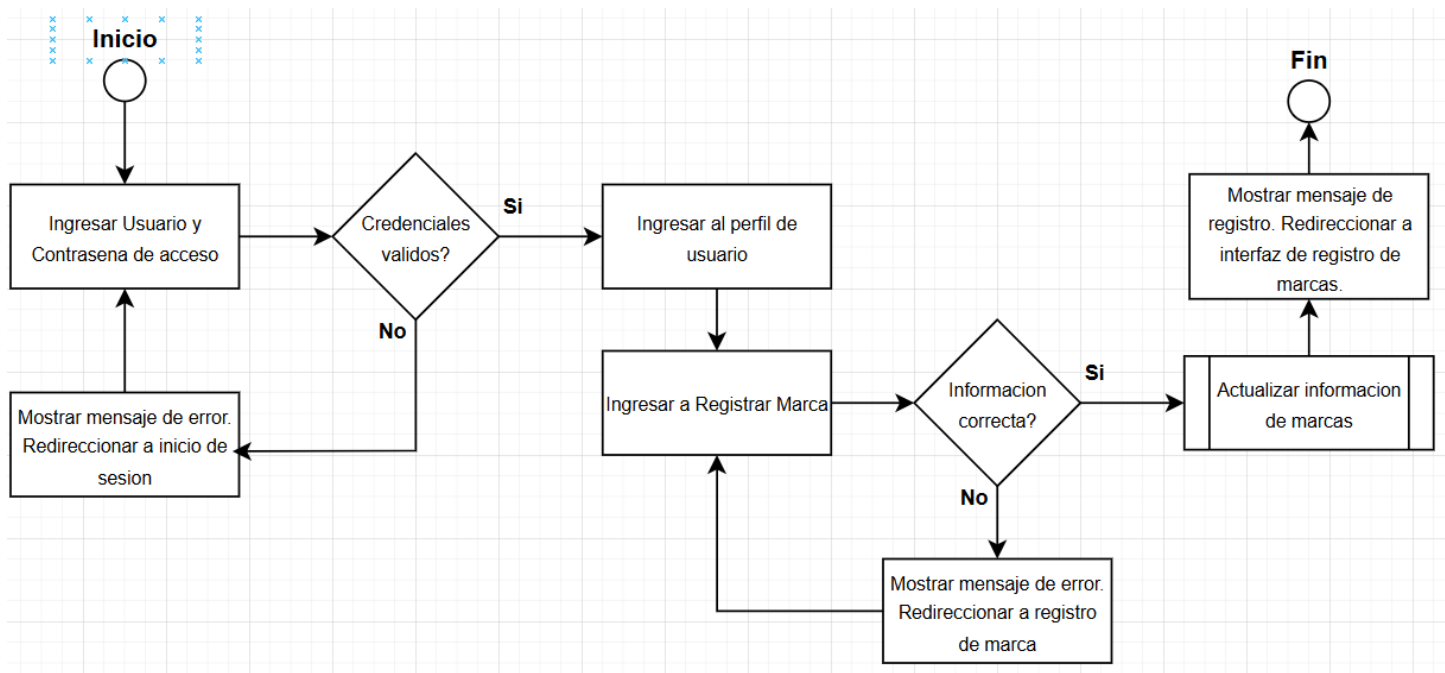 Inicio
Fin
Ingresar Usuario y
Contrasena de acceso
Credenciales
validos?
Si
Ingresar al perfil de
usuario
Mostrar mensaje de
registro. Redireccionar a
interfaz de registro de
marcas.
No
Mostrar mensaje de error.
Redireccionar a inicio de
sesion
Ingresar a Registrar Marca
Informacion
correcta?
Si
Actualizar informacion
de marcas
No
Mostrar mensaje de error.
Redireccionar a registro
de marca